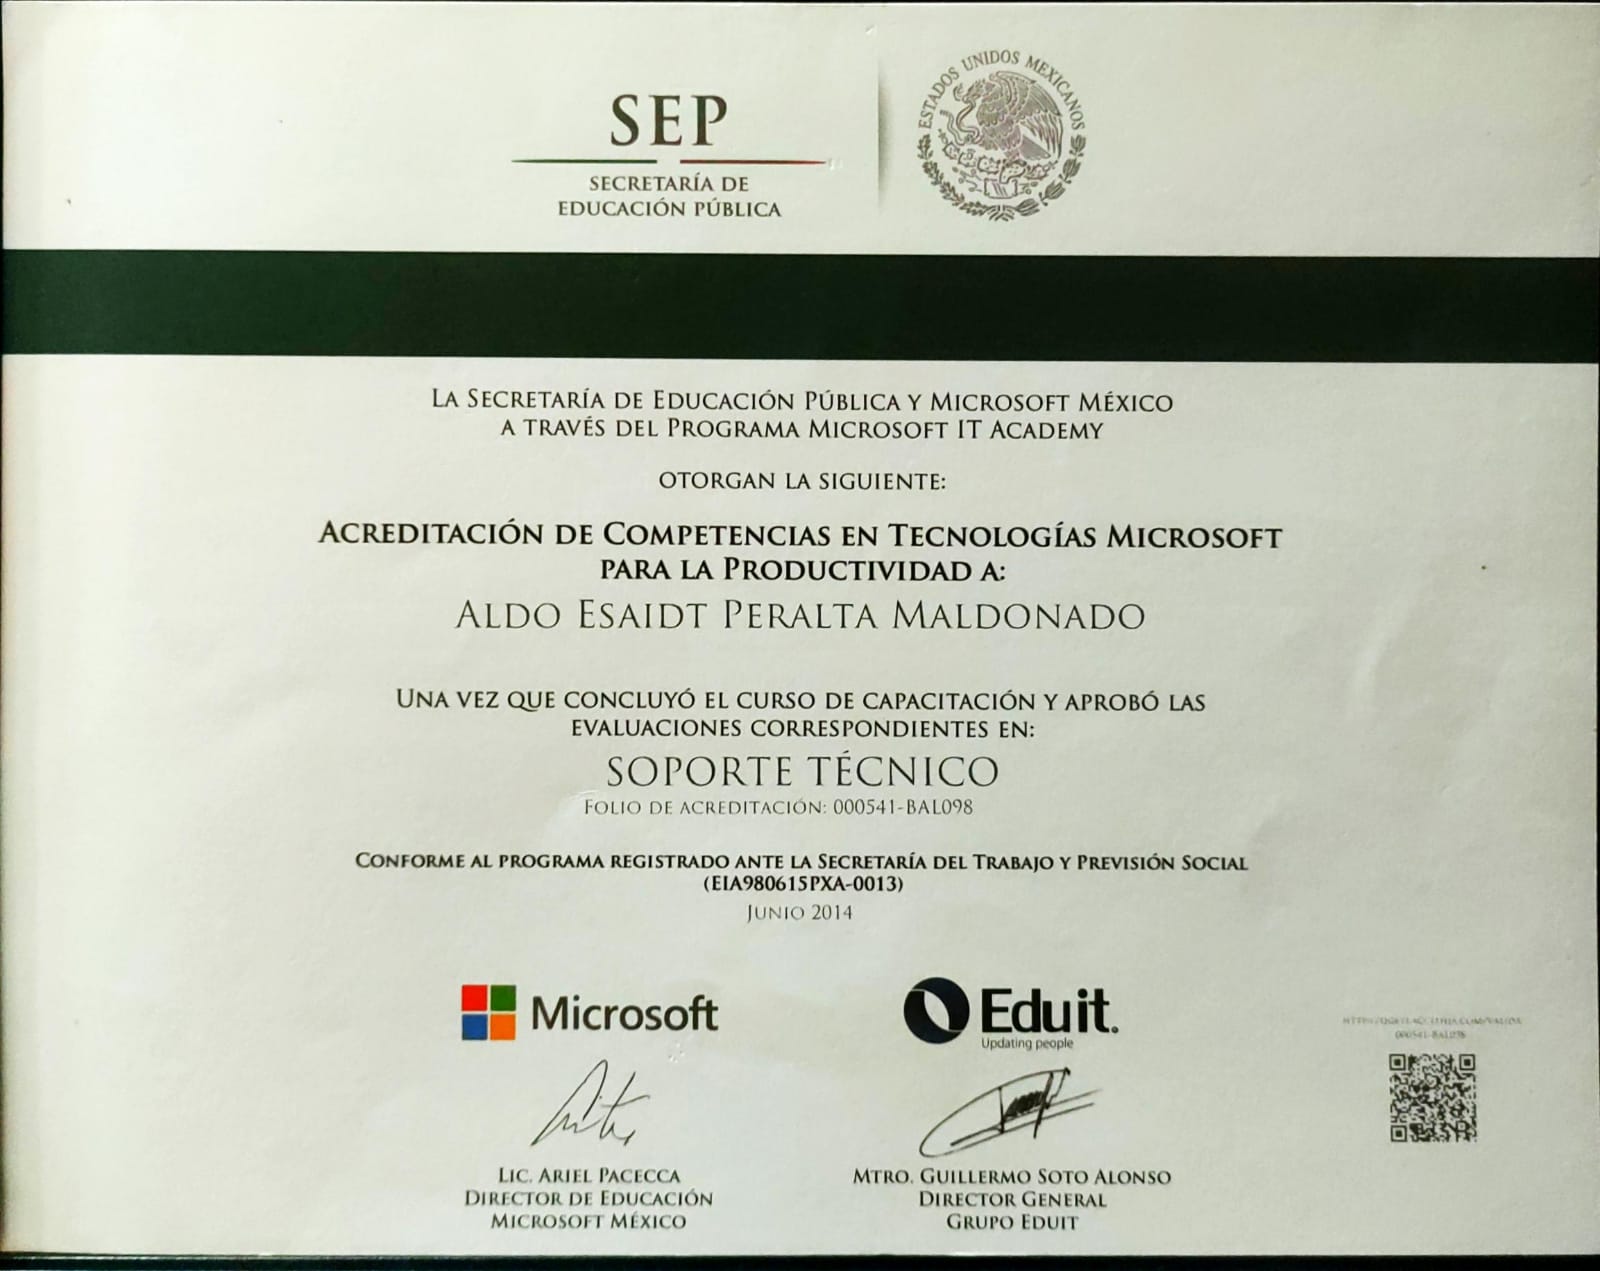 SEP
SECRETARÍA DE
EDUCACIÓN PÚBLICA
ESTADOS UNIDOS MEXICANOS
LA SECRETARÍA DE EDUCACIÓN PÚBLICA Y MICROSOFT MÉXICO
A TRAVÉS DEL PROGRAMA MICROSOFT IT ACADEMY
OTORGAN LA SIGUIENTE:
ACREDITACIÓN DE COMPETENCIAS EN TECNOLOGÍAS MICROSOFT
PARA LA PRODUCTIVIDAD A:
ALDO ESAIDT PERALTA MALDONADO
UNA VEZ QUE CONCLUYÓ EL CURSO DE CAPACITACIÓN Y APROBÓ LAS
EVALUACIONES CORRESPONDIENTES EN:
SOPORTE TÉCNICO
FOLIO DE ACREDITACIÓN: 000541-BAL098
CONFORME AL PROGRAMA REGISTRADO ANTE LA SECRETARÍA DEL TRABAJO Y PREVISIÓN SOCIAL
(EIA980615PXA-0013)
JUNIO 2014
Microsoft
Eduit.
Updating people
000541-BAL098
LIC. ARIEL PACECCA
DIRECTOR DE EDUCACIÓN
MICROSOFT MÉXICO
MTRO. GUILLERMO SOTO ALONSO
DIRECTOR GENERAL
GRUPO EDUIT